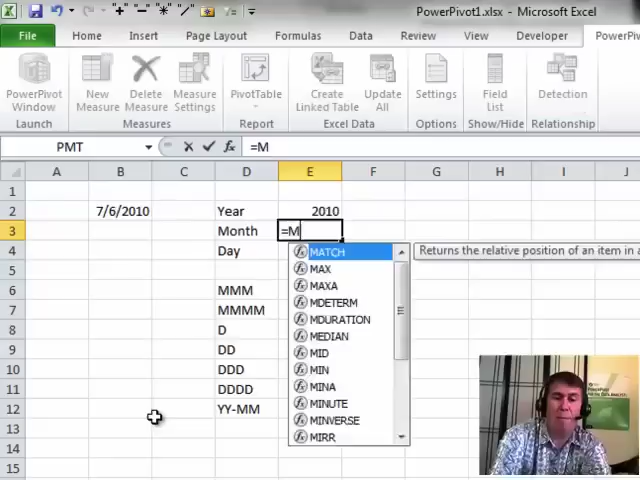 PowerPivot1.xlsx - Microsoft Excel
File Home Insert Page Layout Formulas Data Review View Developer PowerPi
PowerPivot Window
New Measure
Delete Measure
Measure Settings
PivotTable
Create Linked Table
Update All
Settings
Field List
Detection
Launch Measures Report Excel Data Options Show/Hide Relationship
PMT fx =M
A B C D E F G H I J
1
2 7/6/2010 Year 2010
3 Month =M
4 Day
5
6 MMM
7 MMMM
8 D
9 DD
10 DDD
11 DDDD
12 YY-MM
13
14
15
MATCH Returns the relative position of an item in a
MAX
MAXA
MDETERM
MDURATION
MEDIAN
MID
MIN
MINA
MINUTE
MINVERSE
MIRR